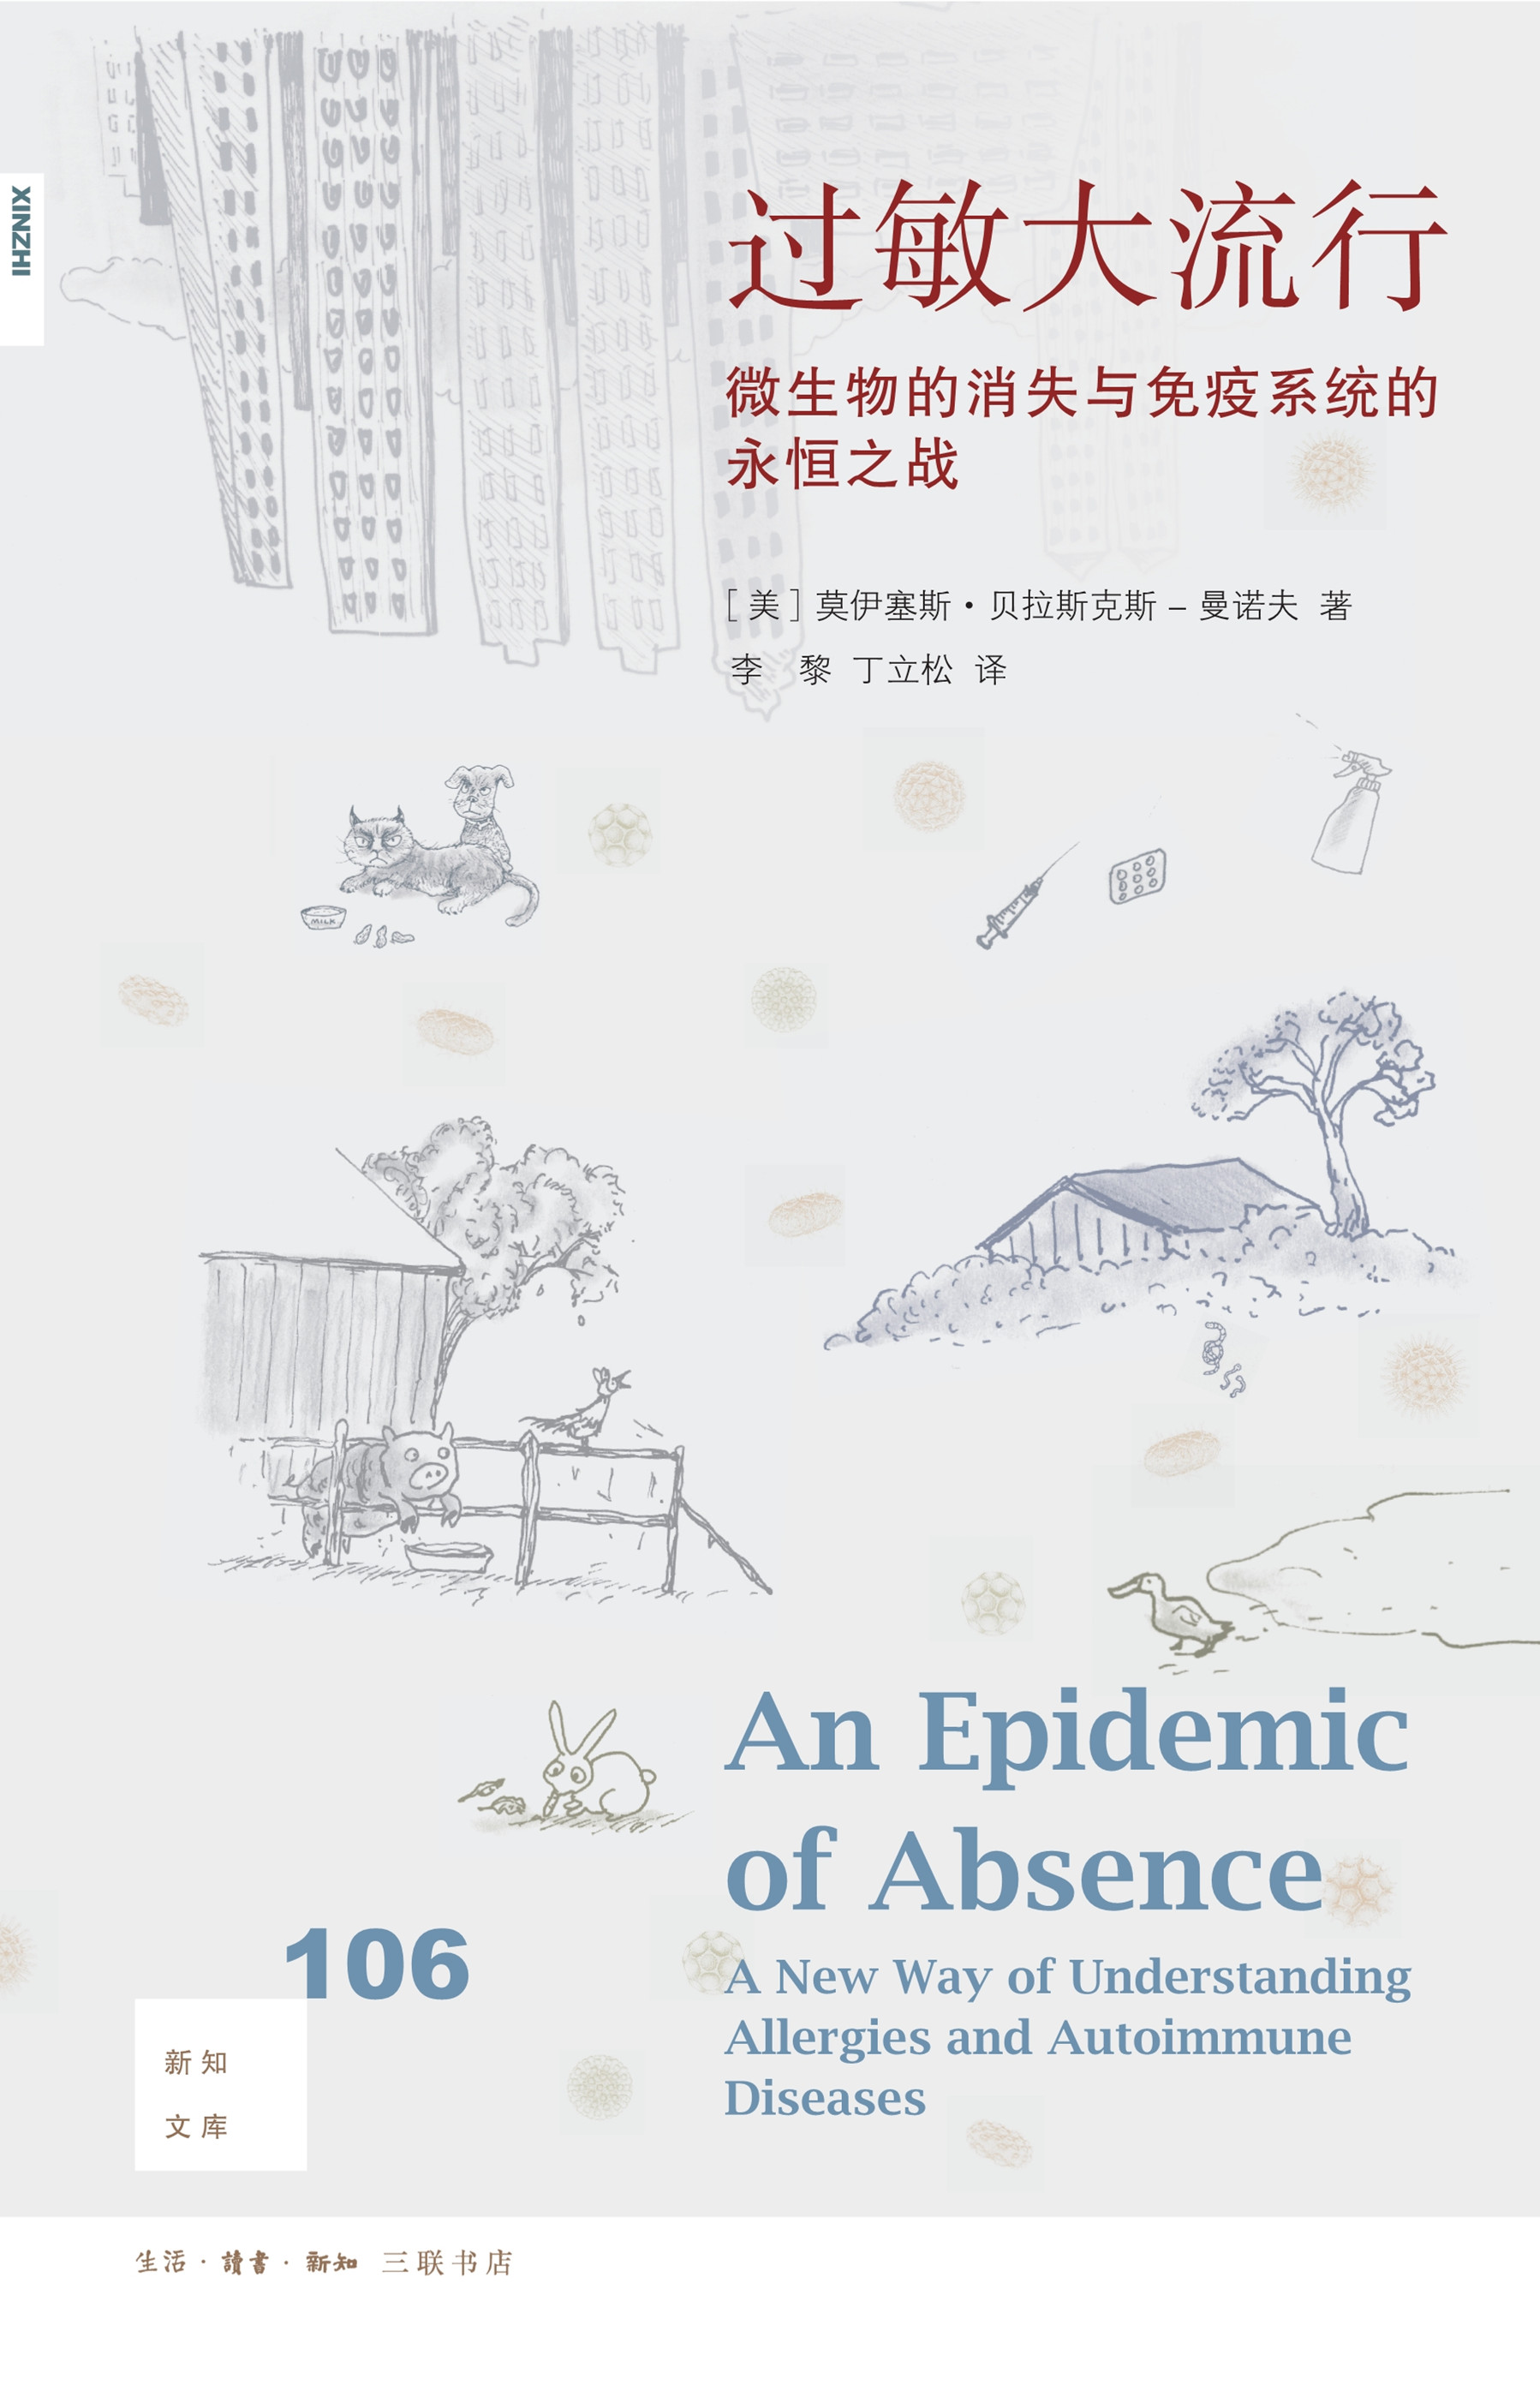 XINZHI
过敏大流行
微生物的消失与免疫系统的
永恒之战
[美] 莫伊塞斯·贝拉斯克斯–曼诺夫 著
李 黎 丁立松 译
MILK
An Epidemic
of Absence
A New Way of Understanding
Allergies and Autoimmune
Diseases
106
新知
文库
生活·讀書·新知 三联书店